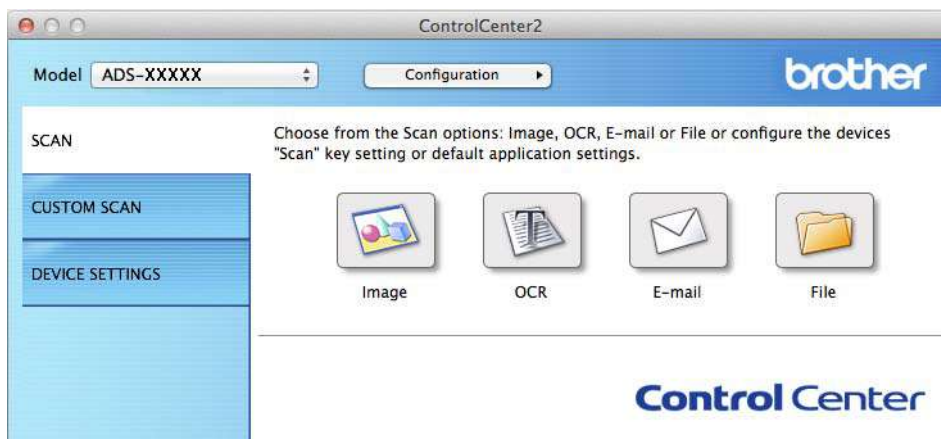 ControlCenter2
Model ADS-XXXXX Configuration brother
SCAN
Choose from the Scan options: Image, OCR, E-mail or File or configure the devices
"Scan" key setting or default application settings.
CUSTOM SCAN
DEVICE SETTINGS
Image OCR E-mail File
Control Center